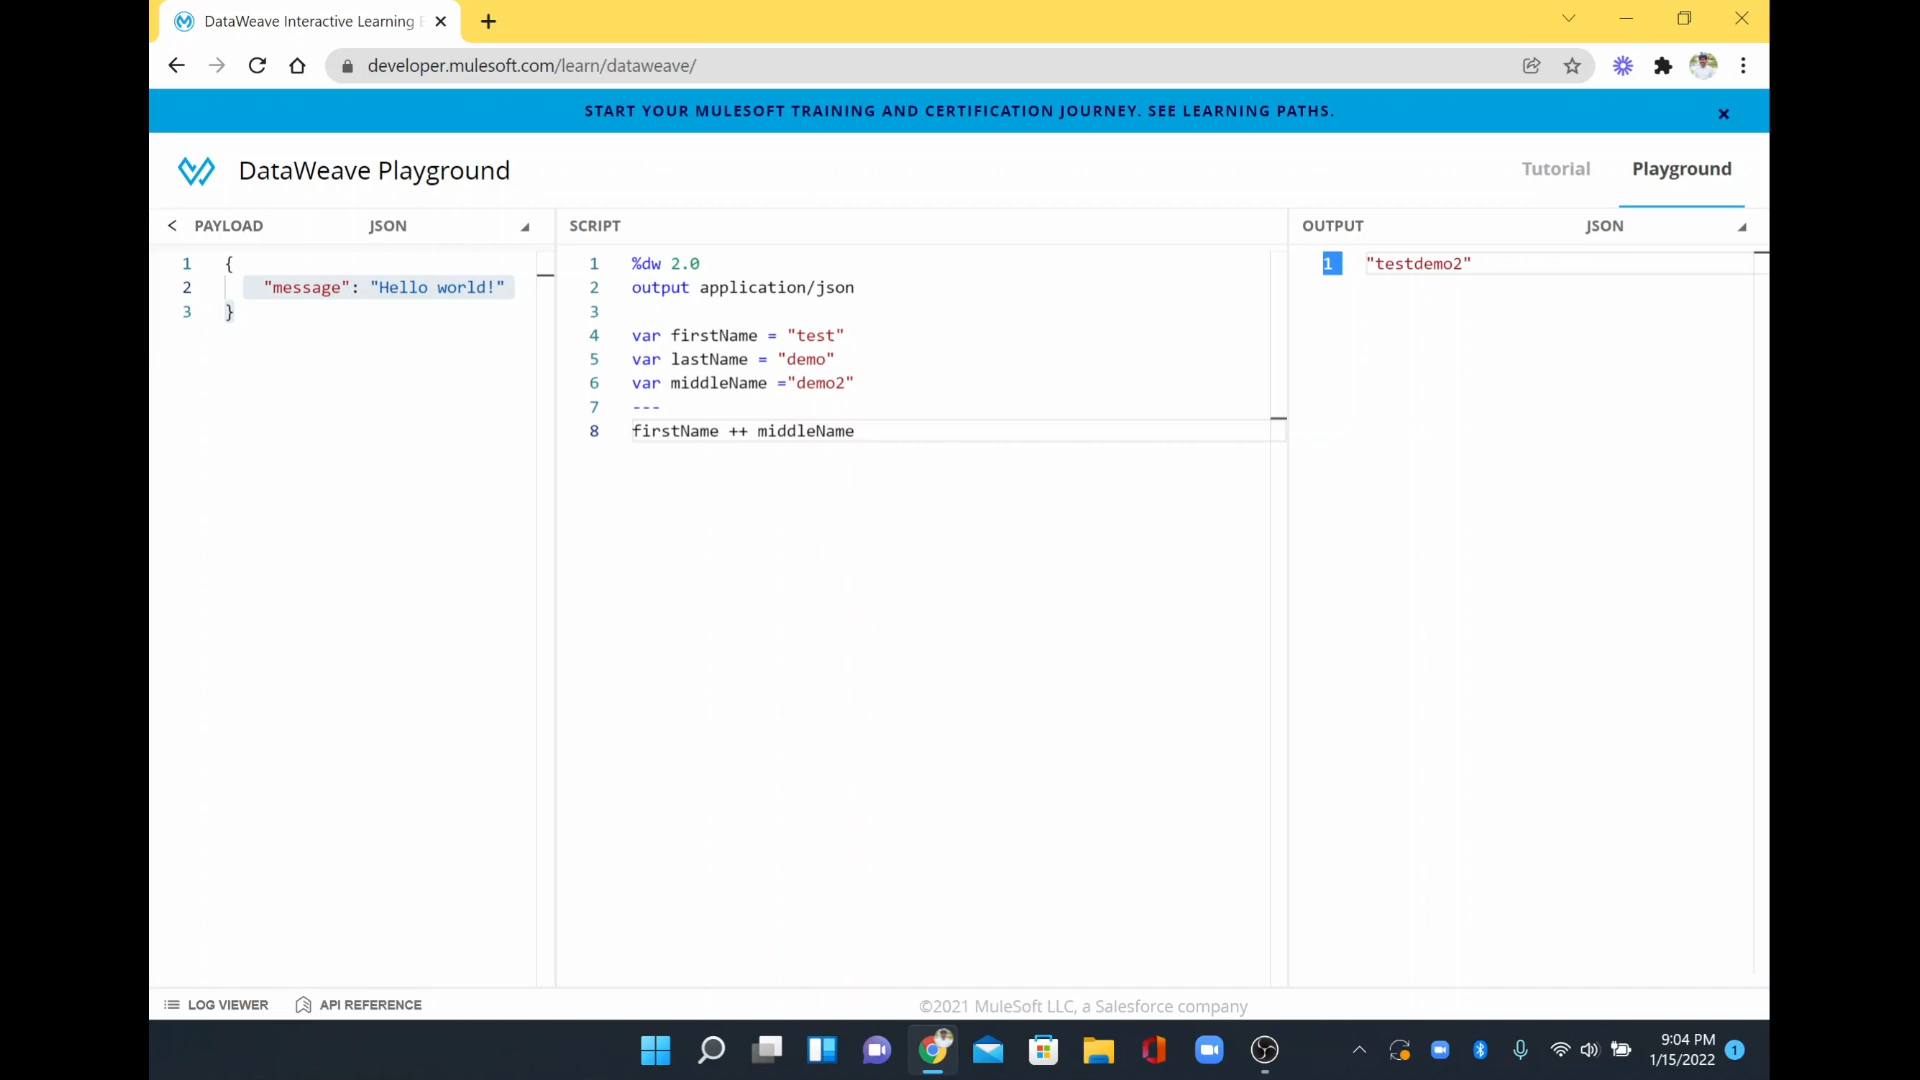 DataWeave Interactive Learning
developer.mulesoft.com/learn/dataweave/
START YOUR MULESOFT TRAINING AND CERTIFICATION JOURNEY. SEE LEARNING PATHS.
DataWeave Playground
Tutorial
Playground
PAYLOAD
JSON
1 {
2 "message": "Hello world!"
3 }
SCRIPT
1 %dw 2.0
2 output application/json
3
4 var firstName = "test"
5 var lastName = "demo"
6 var middleName ="demo2"
7 ---
8 firstName ++ middleName
OUTPUT
JSON
1 "testdemo2"
LOG VIEWER
API REFERENCE
©2021 MuleSoft LLC, a Salesforce company
9:04 PM
1/15/2022
1